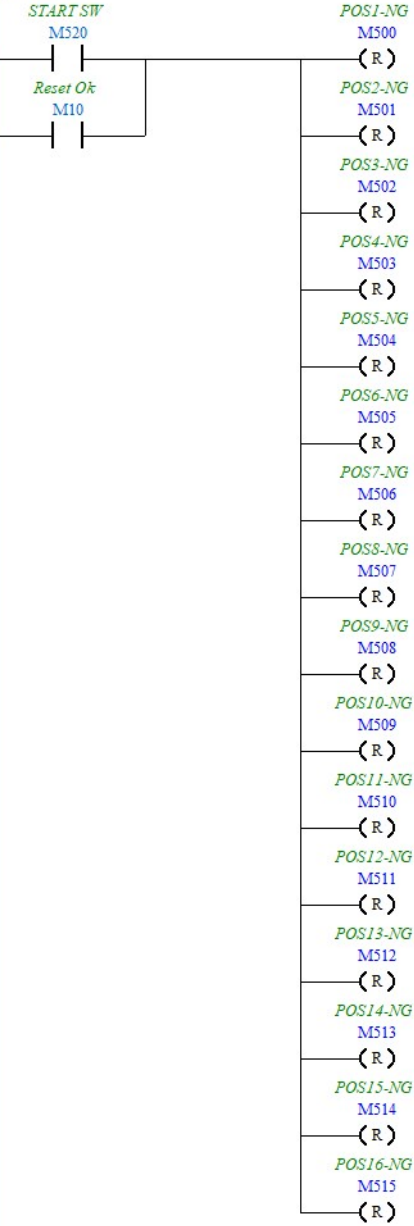 START SW
M520
Reset Ok
M10
POS1-NG
M500
( R )
POS2-NG
M501
( R )
POS3-NG
M502
( R )
POS4-NG
M503
( R )
POS5-NG
M504
( R )
POS6-NG
M505
( R )
POS7-NG
M506
( R )
POS8-NG
M507
( R )
POS9-NG
M508
( R )
POS10-NG
M509
( R )
POS11-NG
M510
( R )
POS12-NG
M511
( R )
POS13-NG
M512
( R )
POS14-NG
M513
( R )
POS15-NG
M514
( R )
POS16-NG
M515
( R )